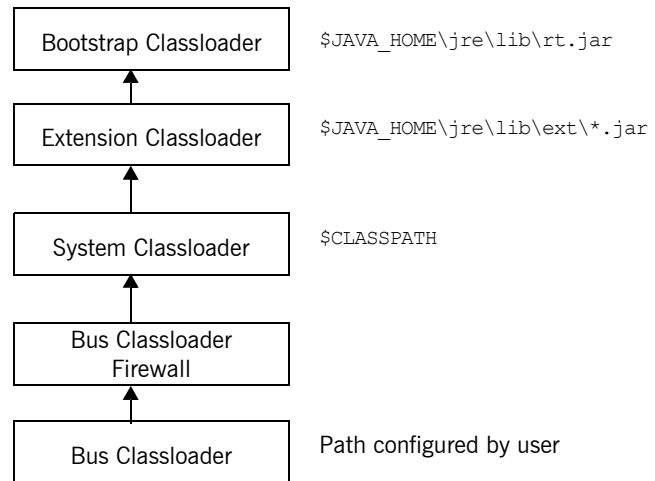 Bootstrap Classloader
$JAVA_HOME\jre\lib\rt.jar
Extension Classloader
$JAVA_HOME\jre\lib\ext\*.jar
System Classloader
$CLASSPATH
Bus Classloader
Firewall
Bus Classloader
Path configured by user